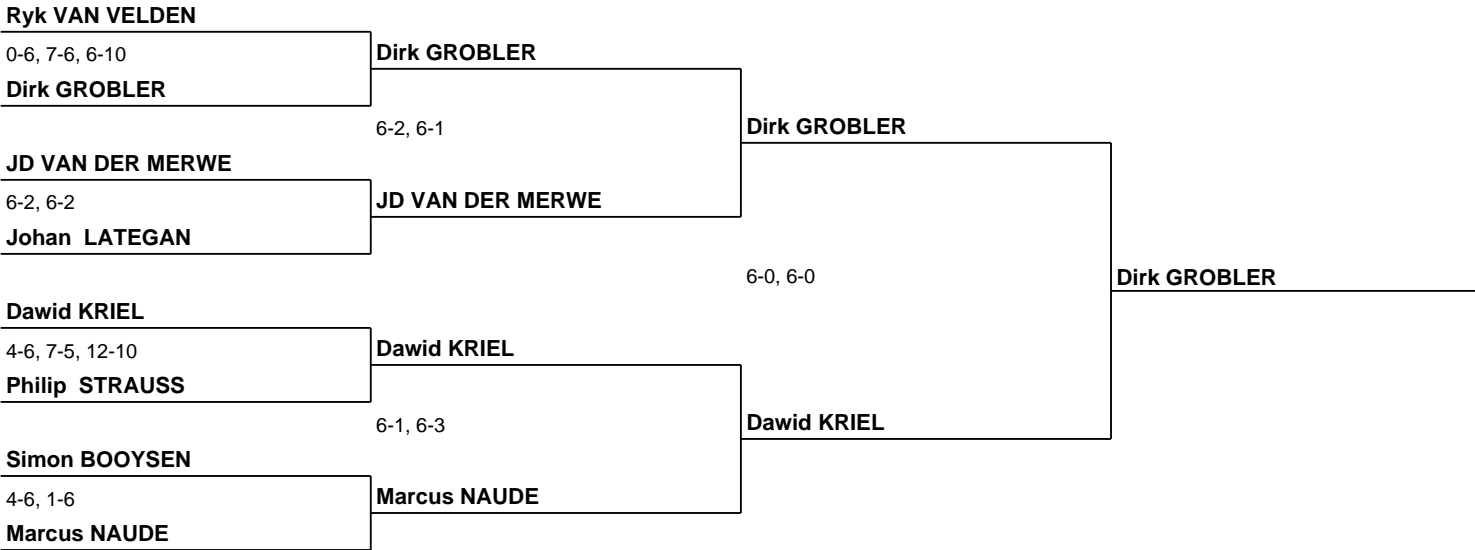 Ryk VAN VELDEN
0-6, 7-6, 6-10
Dirk GROBLER
Dirk GROBLER
6-2, 6-1
Dirk GROBLER
JD VAN DER MERWE
6-2, 6-2
JD VAN DER MERWE
Johan LATEGAN
6-0, 6-0
Dirk GROBLER
Dawid KRIEL
4-6, 7-5, 12-10
Dawid KRIEL
Philip STRAUSS
6-1, 6-3
Dawid KRIEL
Simon BOOYSEN
4-6, 1-6
Marcus NAUDE
Marcus NAUDE